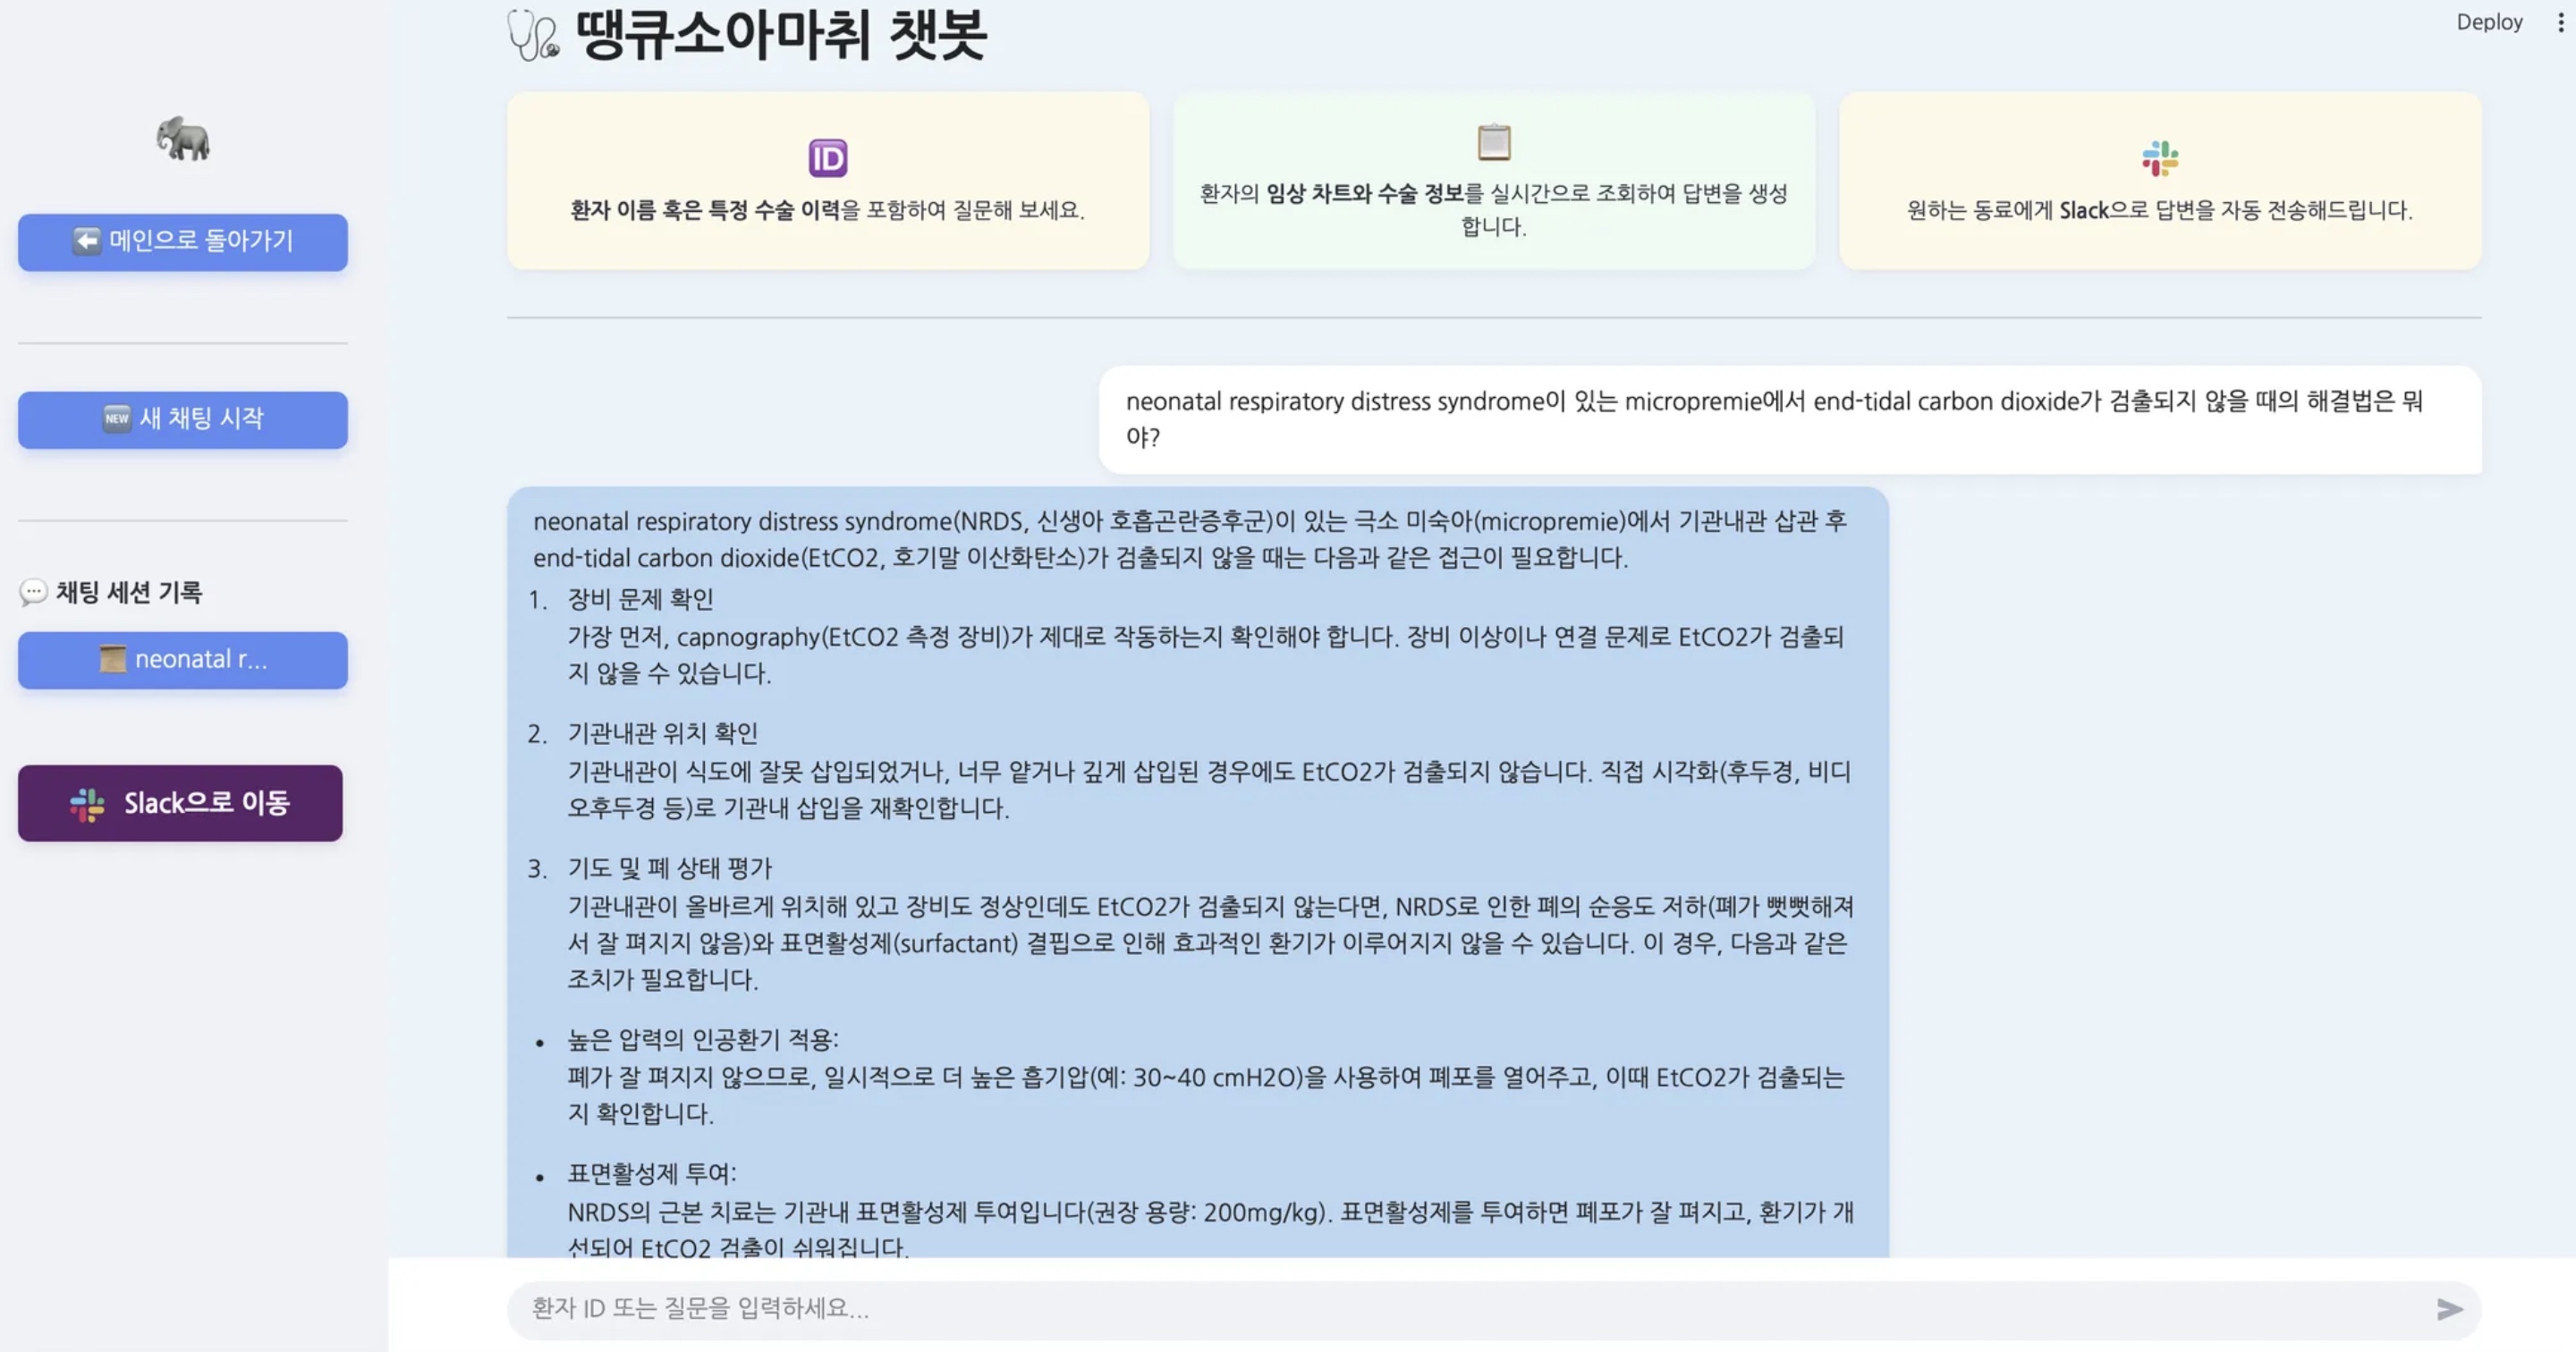 땡큐소아마취 챗봇
Deploy
ID
환자 이름 혹은 특정 수술 이력을 포함하여 질문해 보세요.
환자의 임상 차트와 수술 정보를 실시간으로 조회하여 답변을 생성
합니다.
원하는 동료에게 Slack으로 답변을 자동 전송해드립니다.
메인으로 돌아가기
NEW 새 채팅 시작
채팅 세션 기록
neonatal r...
Slack으로 이동
neonatal respiratory distress syndrome이 있는 micropremie에서 end-tidal carbon dioxide가 검출되지 않을 때의 해결법은 뭐
야?
neonatal respiratory distress syndrome(NRDS, 신생아 호흡곤란증후군)이 있는 극소 미숙아(micropremie)에서 기관내관 삽관 후
end-tidal carbon dioxide(EtCO2, 호기말 이산화탄소)가 검출되지 않을 때는 다음과 같은 접근이 필요합니다.
1. 장비 문제 확인
가장 먼저, capnography(EtCO2 측정 장비)가 제대로 작동하는지 확인해야 합니다. 장비 이상이나 연결 문제로 EtCO2가 검출되
지 않을 수 있습니다.
2. 기관내관 위치 확인
기관내관이 식도에 잘못 삽입되었거나, 너무 얕거나 깊게 삽입된 경우에도 EtCO2가 검출되지 않습니다. 직접 시각화(후두경, 비디
오후두경 등)로 기관내 삽입을 재확인합니다.
3. 기도 및 폐 상태 평가
기관내관이 올바르게 위치해 있고 장비도 정상인데도 EtCO2가 검출되지 않는다면, NRDS로 인한 폐의 순응도 저하(폐가 뻣뻣해져
서 잘 펴지지 않음)와 표면활성제(surfactant) 결핍으로 인해 효과적인 환기가 이루어지지 않을 수 있습니다. 이 경우, 다음과 같은
조치가 필요합니다.
• 높은 압력의 인공환기 적용:
폐가 잘 펴지지 않으므로, 일시적으로 더 높은 흡기압(예: 30~40 cmH2O)을 사용하여 폐포를 열어주고, 이때 EtCO2가 검출되는
지 확인합니다.
• 표면활성제 투여:
NRDS의 근본 치료는 기관내 표면활성제 투여입니다(권장 용량: 200mg/kg). 표면활성제를 투여하면 폐포가 잘 펴지고, 환기가 개
선되어 EtCO2 검출이 쉬워집니다.
환자 ID 또는 질문을 입력하세요...